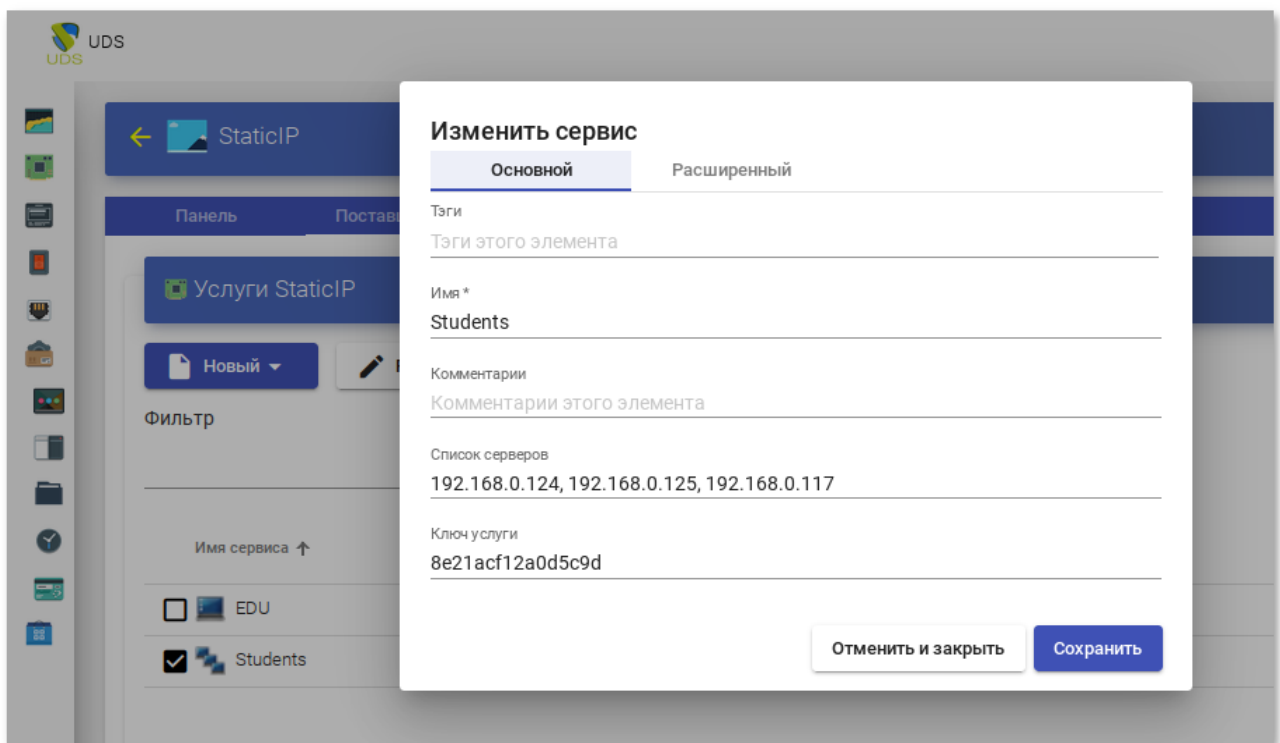 UDS
UDS
StaticIP
Панель
Постав
Услуги StaticIP
Новый
Фильтр
Имя сервиса
EDU
Students
Изменить сервис
Основной
Расширенный
Тэги
Тэги этого элемента
Имя *
Students
Комментарии
Комментарии этого элемента
Список серверов
192.168.0.124, 192.168.0.125, 192.168.0.117
Ключ услуги
8e21acf12a0d5c9d
Отменить и закрыть
Сохранить